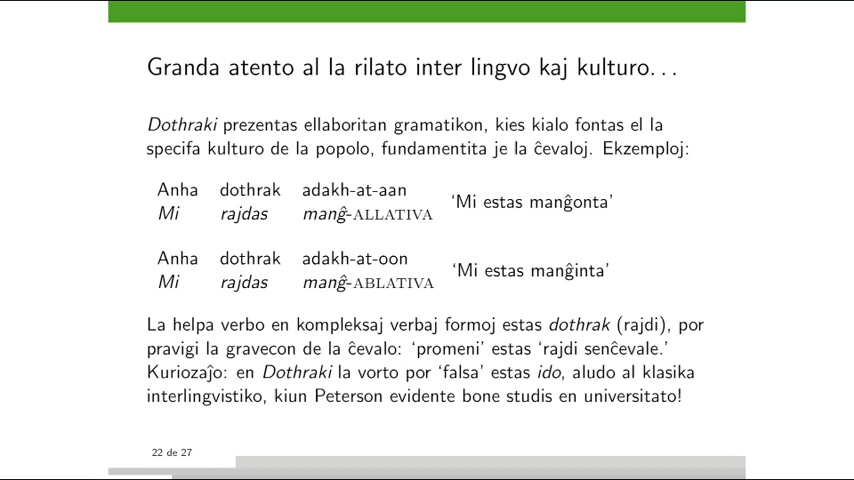 Granda atento al la rilato inter lingvo kaj kulturo...
Dothraki prezentas ellaboritan gramatikon, kies kialo fontas el la
specifa kulturo de la popolo, fundamentita je la ĉevaloj. Ekzemploj:
Anha dothrak adakh-at-aan
Mi rajdas manĝ-ALLATIVA
‘Mi estas manĝonta’
Anha dothrak adakh-at-oon
Mi rajdas manĝ-ABLATIVA
‘Mi estas manĝinta’
La helpa verbo en kompleksaj verbaj formoj estas dothrak (rajdi), por
pravigi la gravecon de la ĉevalo: ‘promeni’ estas ‘rajdi senĉevale.’
Kuriozaĵo: en Dothraki la vorto por ‘falsa’ estas ido, aludo al klasika
interlingvistiko, kiun Peterson evidente bone studis en universitato!
22 de 27